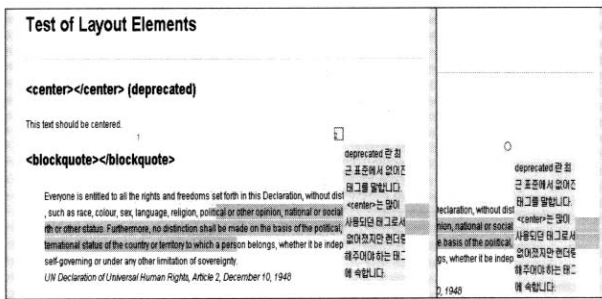 Test of Layout Elements
<center></center> (deprecated)
This text should be centered.
1
2
<blockquote></blockquote>
Everyone is entitled to all the rights and freedoms set forth in this Declaration, without dist
, such as race, colour, sex, language, religion, political or other opinion, national or social
rth or other status. Furthermore, no distinction shall be made on the basis of the political,
ternational status of the country or territory to which a person belongs, whether it be indep
self-governing or under any other limitation of sovereignty.
UN Declaration of Universal Human Rights, Article 2, December 10, 1948
deprecated 란 최
근 표준에서 없어진
태그를 말합니다.
<center>는 많이
사용되던 태그로서
없어졌지만 렌더링
해주어야 하는 태그
에 속합니다.
eclaration, without dist
nion, national or social
e basis of the political,
gs, whether it be indep
0, 1948
deprecated 란 최
근 표준에서 없어진
태그를 말합니다.
<center>는 많이
사용되던 태그로서
없어졌지만 렌더링
해주어야 하는 태그
에 속합니다.